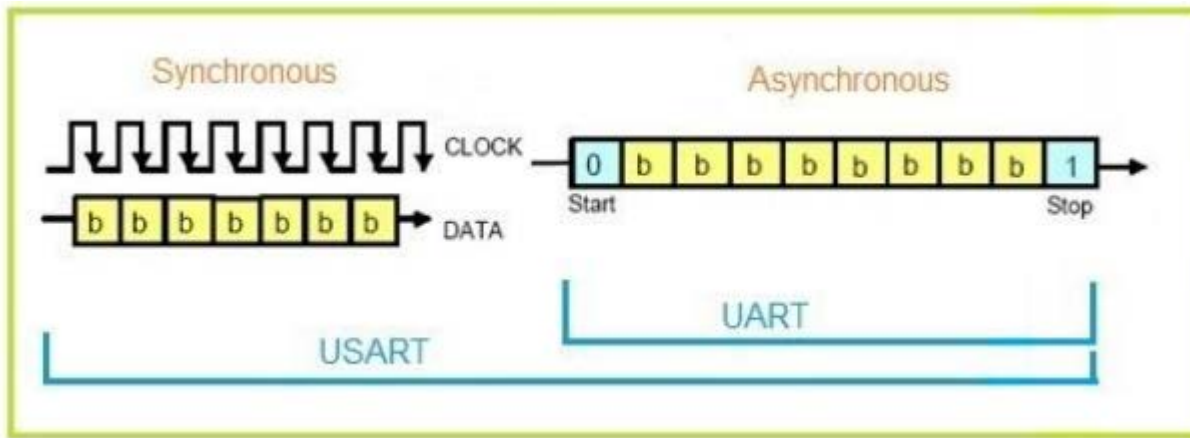 Synchronous
CLOCK
b b b b b b b
DATA
Asynchronous
0 b b b b b b b b 1
Start
Stop
UART
USART